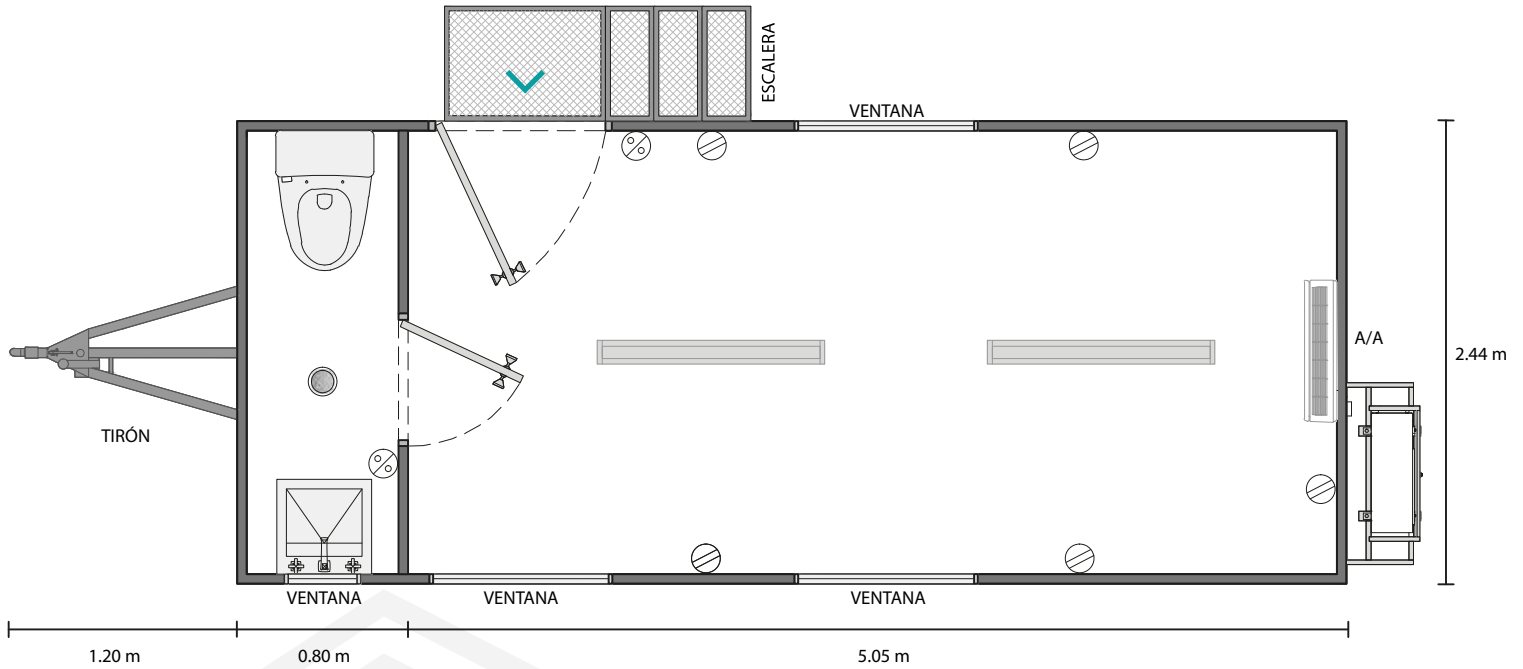 ESCALERA
VENTANA
A/A
2.44 m
TIRÓN
VENTANA
VENTANA
VENTANA
1.20 m
0.80 m
5.05 m